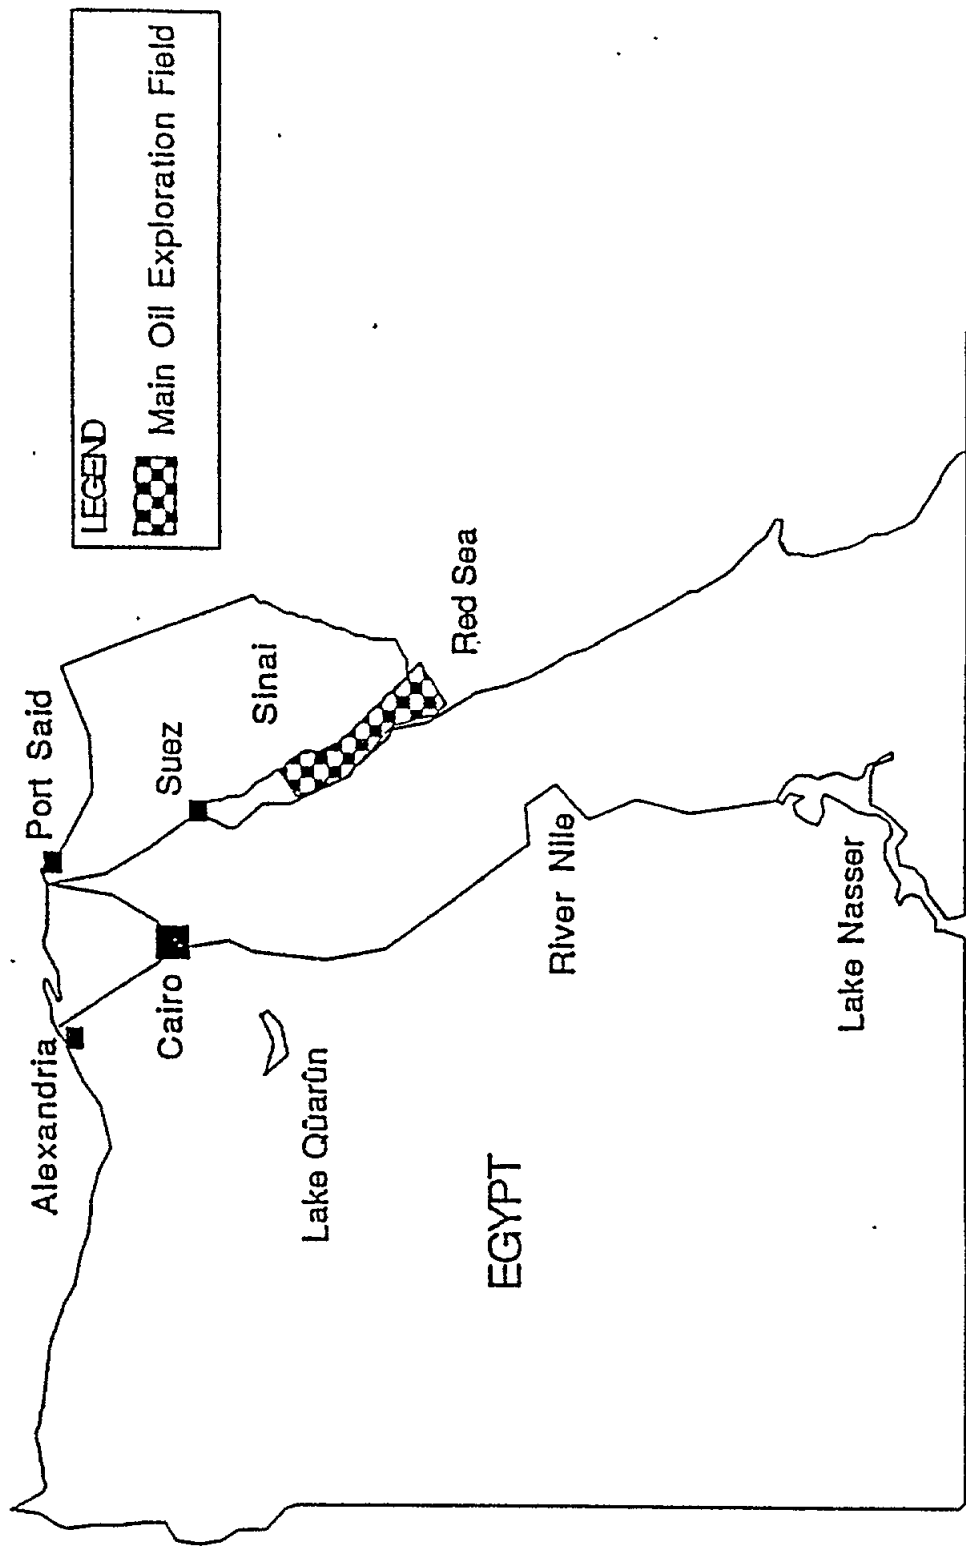 LEGEND
Main Oil Exploration Field
Port Said
Alexandria
Suez
Cairo
Sinai
Lake Qûarûn
Red Sea
EGYPT
River Nile
Lake Nasser